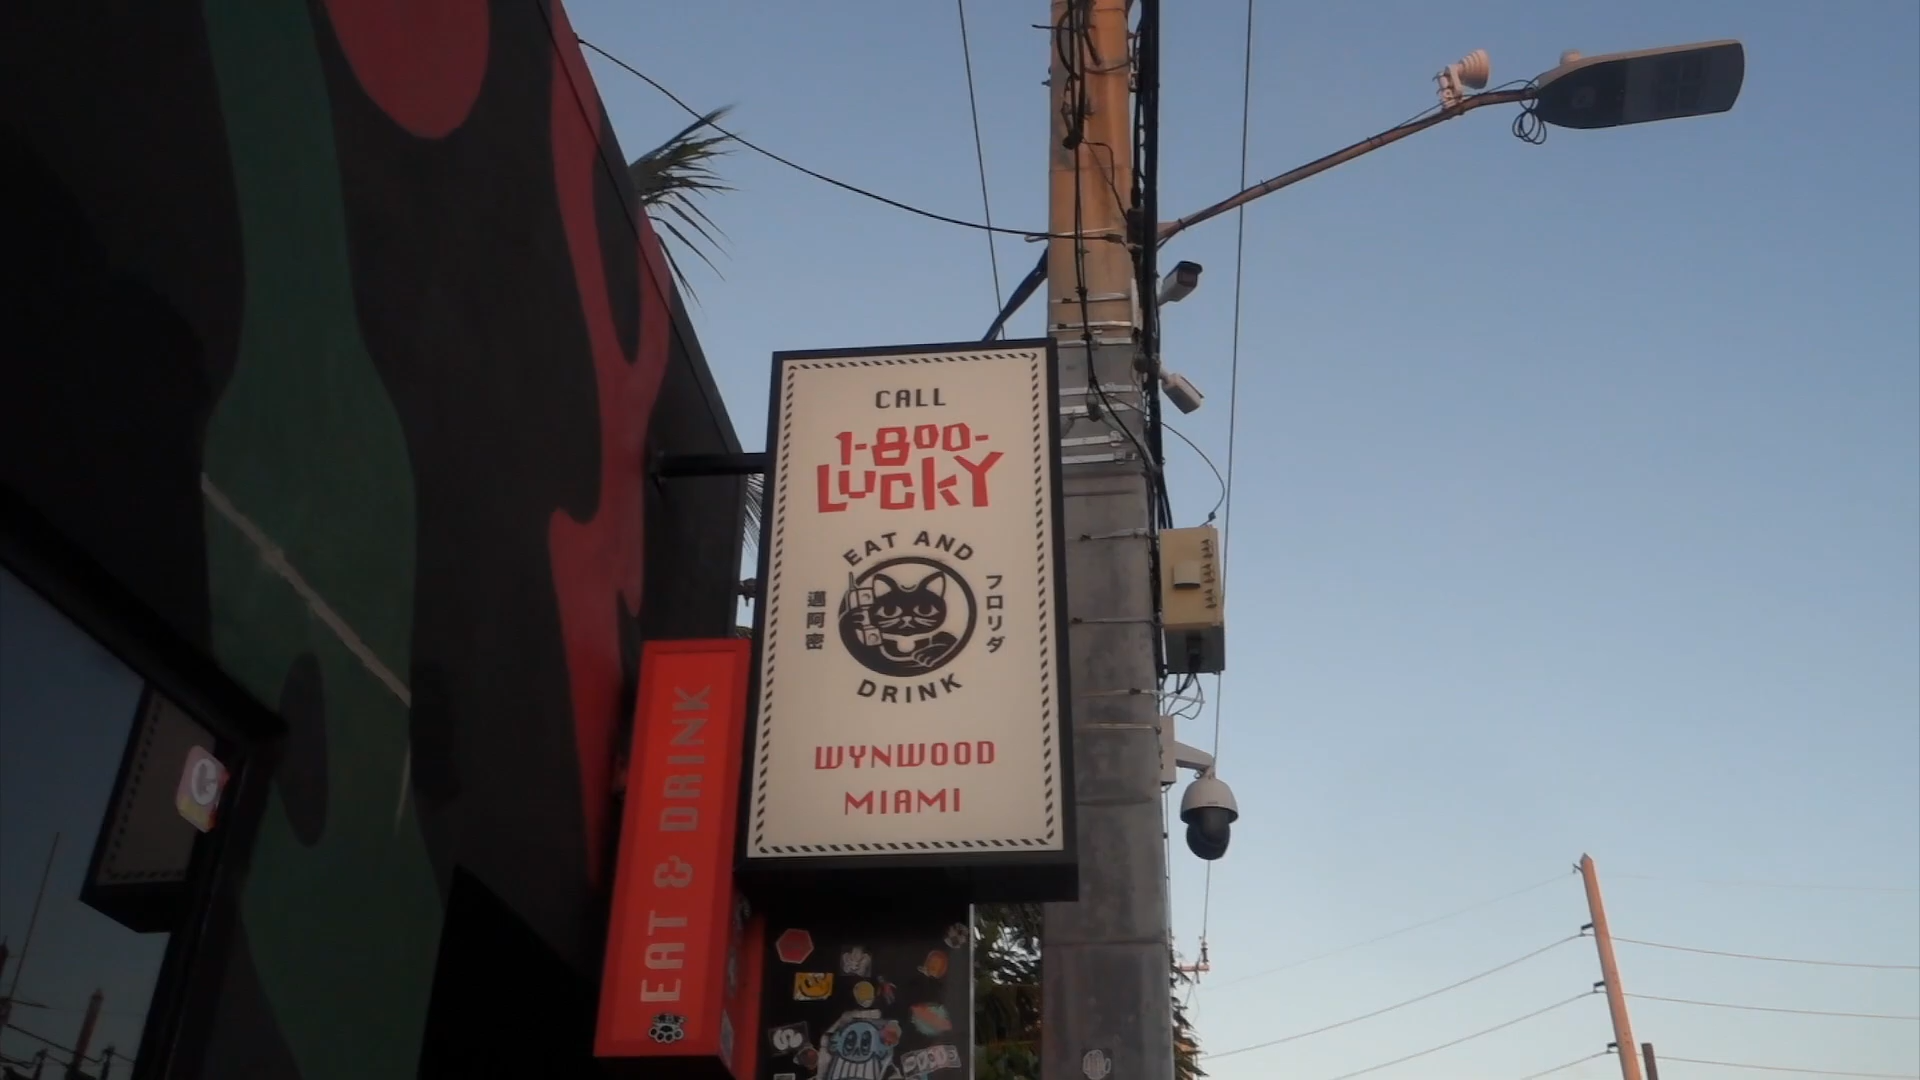 CALL
1-800-
LUCKY
EAT AND
邁阿密
フロリダ
DRINK
WYNWOOD
MIAMI
EAT & DRINK